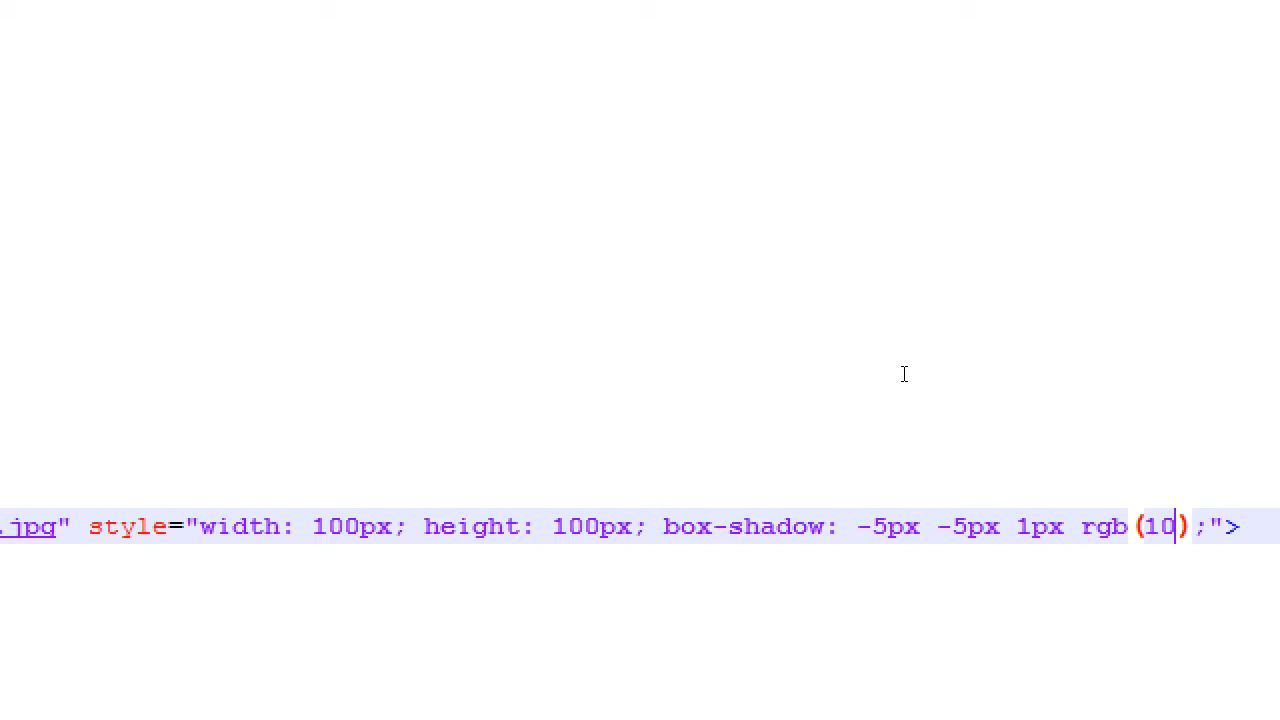 .jpg" style="width: 100px; height: 100px; box-shadow: -5px -5px 1px rgb(10);">